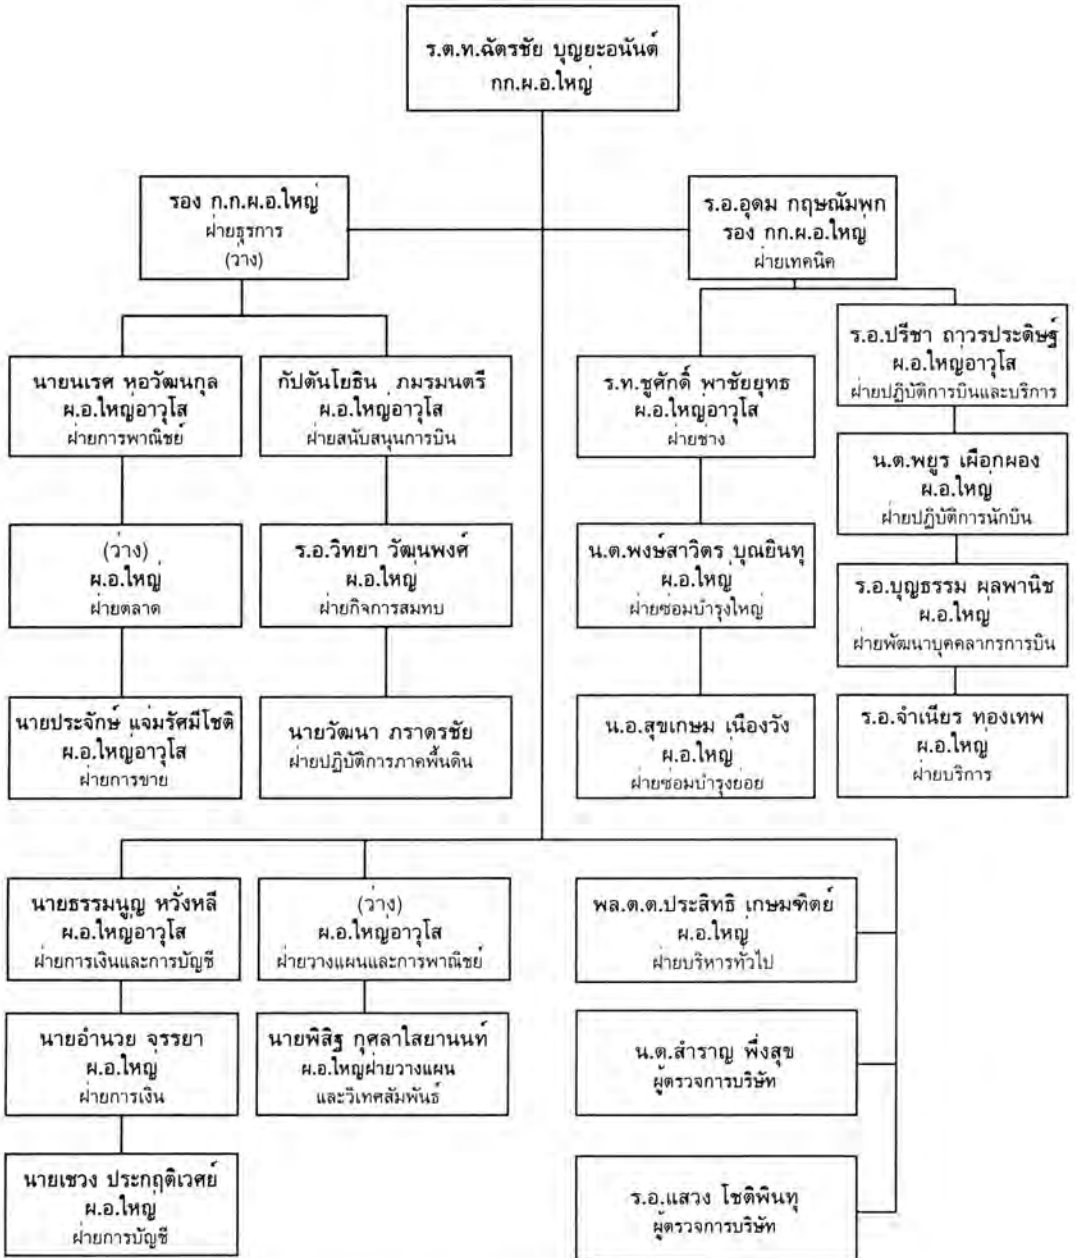 ร.ต.ท.ฉัตรชัย บุญยะอนันต์
กก.ผ.อ.ใหญ่
รอง ก.ก.ผ.อ.ใหญ่
ฝ่ายธุรการ
(ว่าง)
ร.อ.อุดม กฤษณัมพก
รอง กก.ผ.อ.ใหญ่
ฝ่ายเทคนิค
นายนเรศ หอวัฒนกุล
ผ.อ.ใหญ่อาวุโส
ฝ่ายการพาณิชย์
กัปตันโยธิน ภมรมนตรี
ผ.อ.ใหญ่อาวุโส
ฝ่ายสนับสนุนการบิน
ร.ท.ชูศักดิ์ พาชัยยุทธ
ผ.อ.ใหญ่อาวุโส
ฝ่ายช่าง
ร.อ.ปรีชา ถาวรประดิษฐ์
ผ.อ.ใหญ่อาวุโส
ฝ่ายปฏิบัติการบินและบริการ
(ว่าง)
ผ.อ.ใหญ่
ฝ่ายตลาด
ร.อ.วิทยา วัฒนพงศ์
ผ.อ.ใหญ่
ฝ่ายกิจการสมทบ
น.ต.พงษ์สาวิตร บุณยินทุ
ผ.อ.ใหญ่
ฝ่ายซ่อมบำรุงใหญ่
น.ต.พยูร เผือกผอง
ผ.อ.ใหญ่
ฝ่ายปฏิบัติการนักบิน
ร.อ.บุญธรรม ผลพานิช
ผ.อ.ใหญ่
ฝ่ายพัฒนาบุคคลากรการบิน
นายประจักษ์ แจ่มรัศมีโชติ
ผ.อ.ใหญ่อาวุโส
ฝ่ายการขาย
นายวัฒนา ภราดรชัย
ฝ่ายปฏิบัติการภาคพื้นดิน
น.อ.สุขเกษม เนืองวัง
ผ.อ.ใหญ่
ฝ่ายซ่อมบำรุงย่อย
ร.อ.จำเนียร ทองเทพ
ผ.อ.ใหญ่
ฝ่ายบริการ
นายธรรมนูญ หวั่งหลี
ผ.อ.ใหญ่อาวุโส
ฝ่ายการเงินและการบัญชี
(ว่าง)
ผ.อ.ใหญ่อาวุโส
ฝ่ายวางแผนและการพาณิชย์
พล.ต.ต.ประสิทธิ เกษมฑิตย์
ผ.อ.ใหญ่
ฝ่ายบริหารทั่วไป
นายอำนวย จรรยา
ผ.อ.ใหญ่
ฝ่ายการเงิน
นายพิสิฐ กุศลาไสยานนท์
ผ.อ.ใหญ่ฝ่ายวางแผน
และวิเทศสัมพันธ์
น.ต.สำราญ พึ่งสุข
ผู้ตรวจการบริษัท
นายเชวง ประกฤติเวศย์
ผ.อ.ใหญ่
ฝ่ายการบัญชี
ร.อ.แสวง โชติพินทุ
ผู้ตรวจการบริษัท